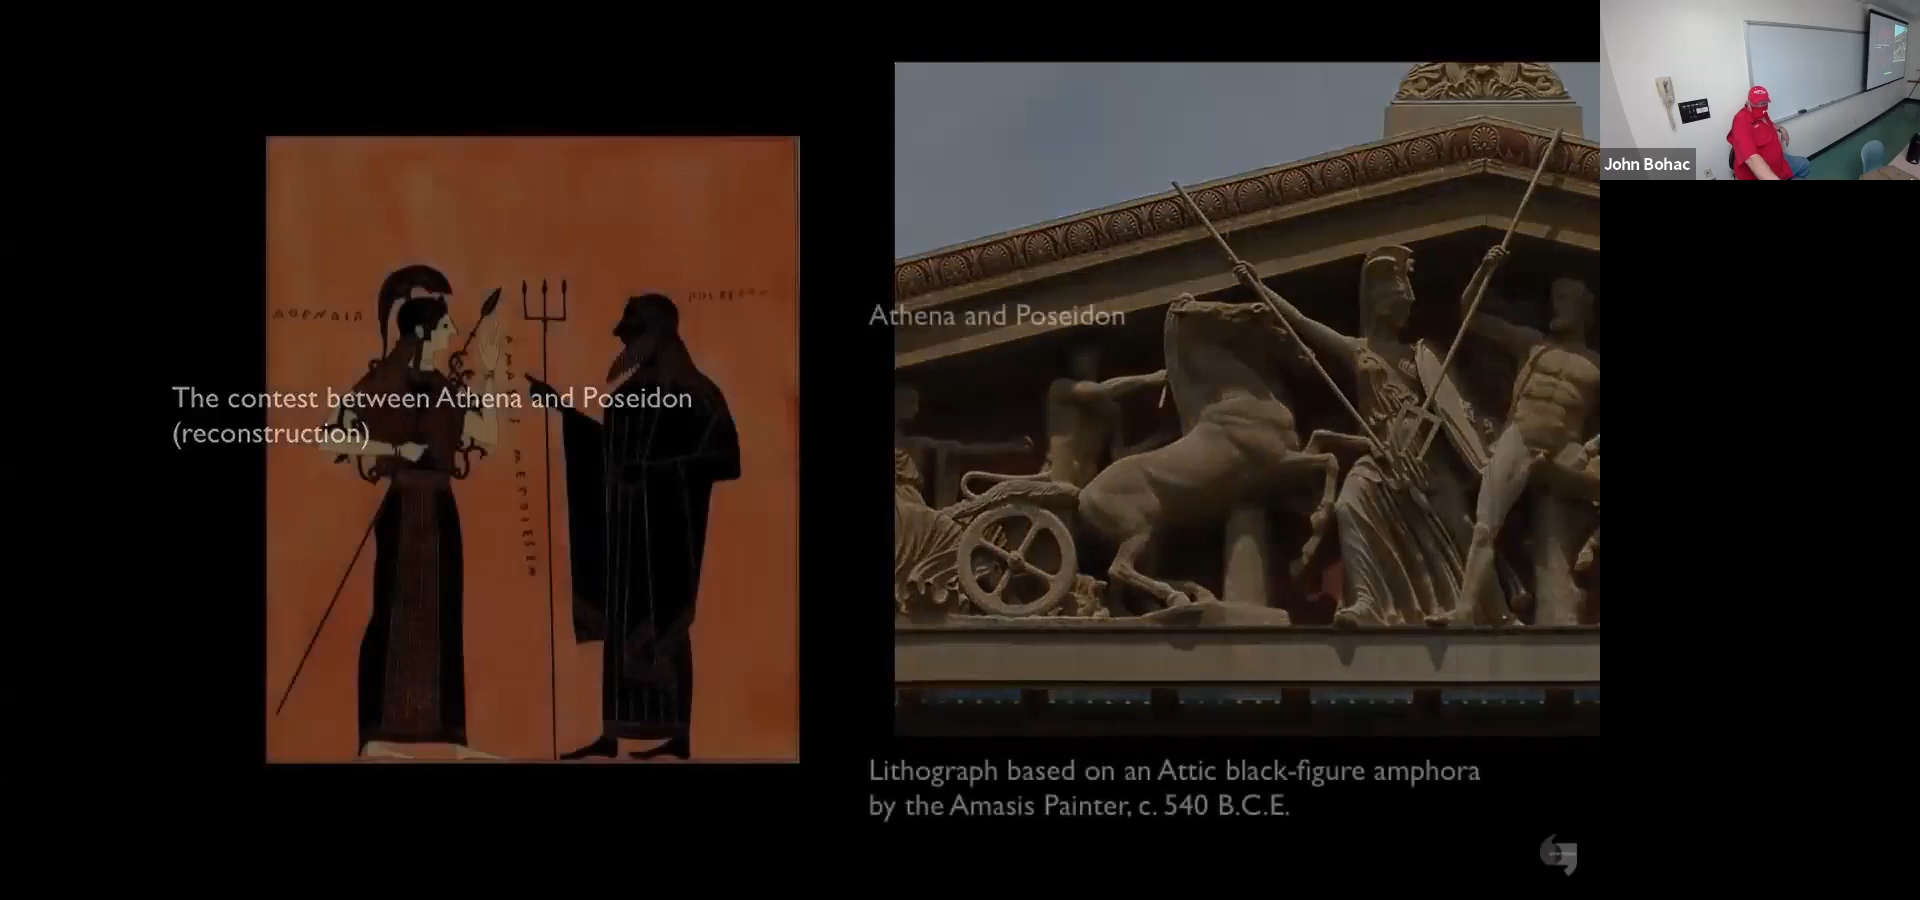 John Bohac
ΑΘΕΝΑΙΑ
Athena and Poseidon
The contest between Athena and Poseidon
(reconstruction)
Lithograph based on an Attic black-figure amphora
by the Amasis Painter, c. 540 B.C.E.